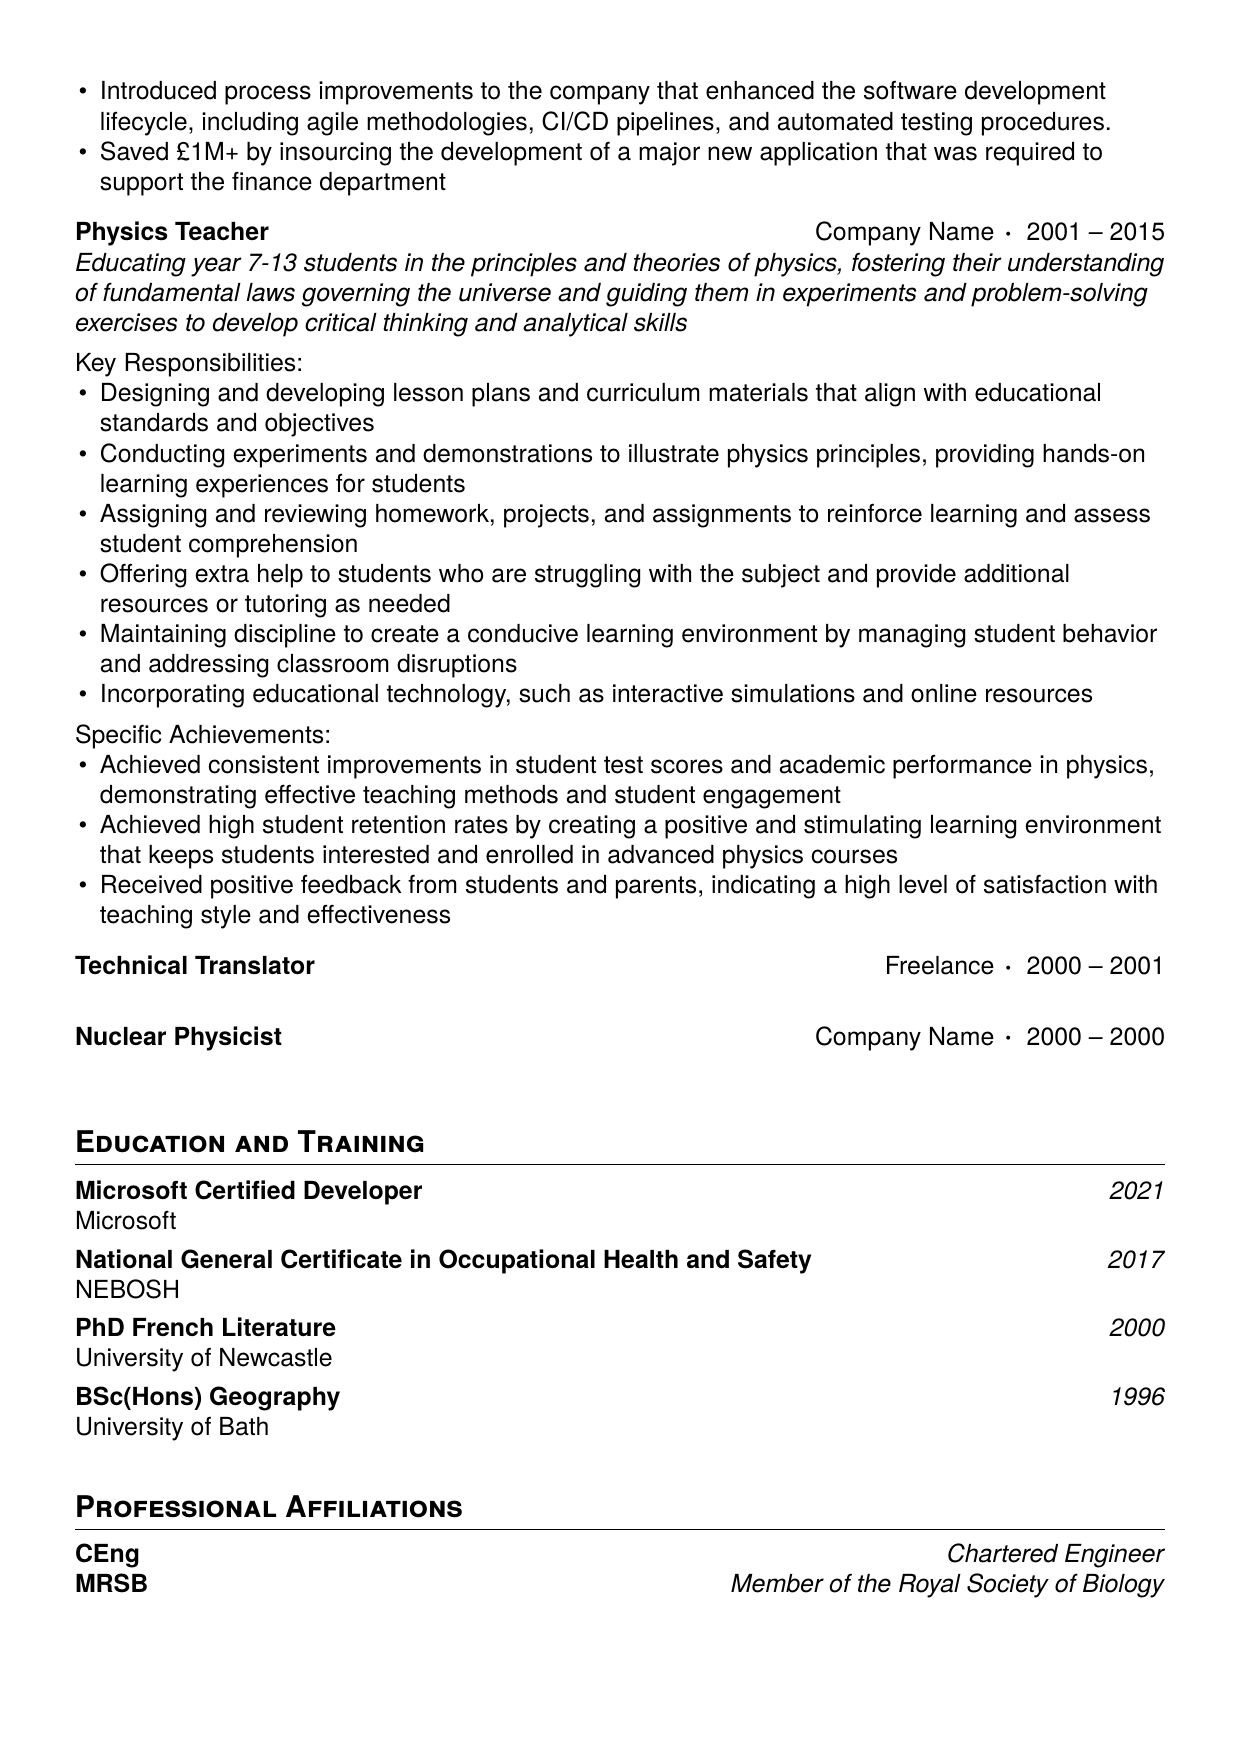 • Introduced process improvements to the company that enhanced the software development
lifecycle, including agile methodologies, CI/CD pipelines, and automated testing procedures.
• Saved £1M+ by insourcing the development of a major new application that was required to
support the finance department
Physics Teacher Company Name · 2001 – 2015
Educating year 7-13 students in the principles and theories of physics, fostering their understanding
of fundamental laws governing the universe and guiding them in experiments and problem-solving
exercises to develop critical thinking and analytical skills
Key Responsibilities:
• Designing and developing lesson plans and curriculum materials that align with educational
standards and objectives
• Conducting experiments and demonstrations to illustrate physics principles, providing hands-on
learning experiences for students
• Assigning and reviewing homework, projects, and assignments to reinforce learning and assess
student comprehension
• Offering extra help to students who are struggling with the subject and provide additional
resources or tutoring as needed
• Maintaining discipline to create a conducive learning environment by managing student behavior
and addressing classroom disruptions
• Incorporating educational technology, such as interactive simulations and online resources
Specific Achievements:
• Achieved consistent improvements in student test scores and academic performance in physics,
demonstrating effective teaching methods and student engagement
• Achieved high student retention rates by creating a positive and stimulating learning environment
that keeps students interested and enrolled in advanced physics courses
• Received positive feedback from students and parents, indicating a high level of satisfaction with
teaching style and effectiveness
Technical Translator Freelance · 2000 – 2001
Nuclear Physicist Company Name · 2000 – 2000
Education and Training
Microsoft Certified Developer 2021
Microsoft
National General Certificate in Occupational Health and Safety 2017
NEBOSH
PhD French Literature 2000
University of Newcastle
BSc(Hons) Geography 1996
University of Bath
Professional Affiliations
CEng Chartered Engineer
MRSB Member of the Royal Society of Biology